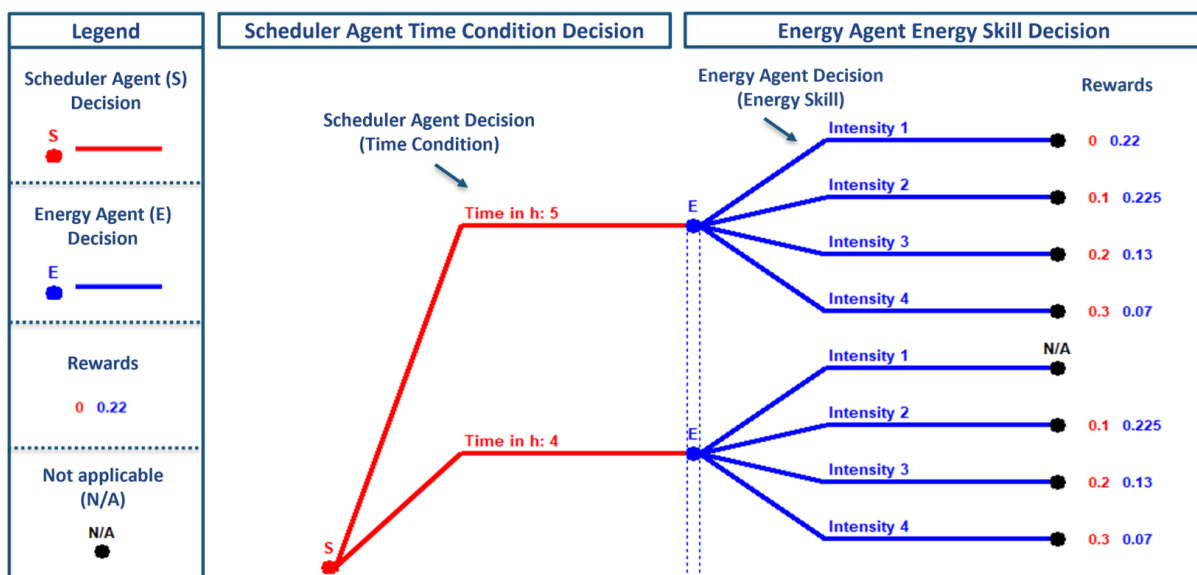 Legend
Scheduler Agent (S)
Decision
S
Energy Agent (E)
Decision
E
Rewards
0 0.22
Not applicable
(N/A)
N/A
Scheduler Agent Time Condition Decision
Energy Agent Energy Skill Decision
Scheduler Agent Decision
(Time Condition)
Energy Agent Decision
(Energy Skill)
Rewards
Time in h: 5
E
Intensity 1
0 0.22
Intensity 2
0.1 0.225
Intensity 3
0.2 0.13
Intensity 4
0.3 0.07
Time in h: 4
E
Intensity 1
N/A
Intensity 2
0.1 0.225
Intensity 3
0.2 0.13
Intensity 4
0.3 0.07
S